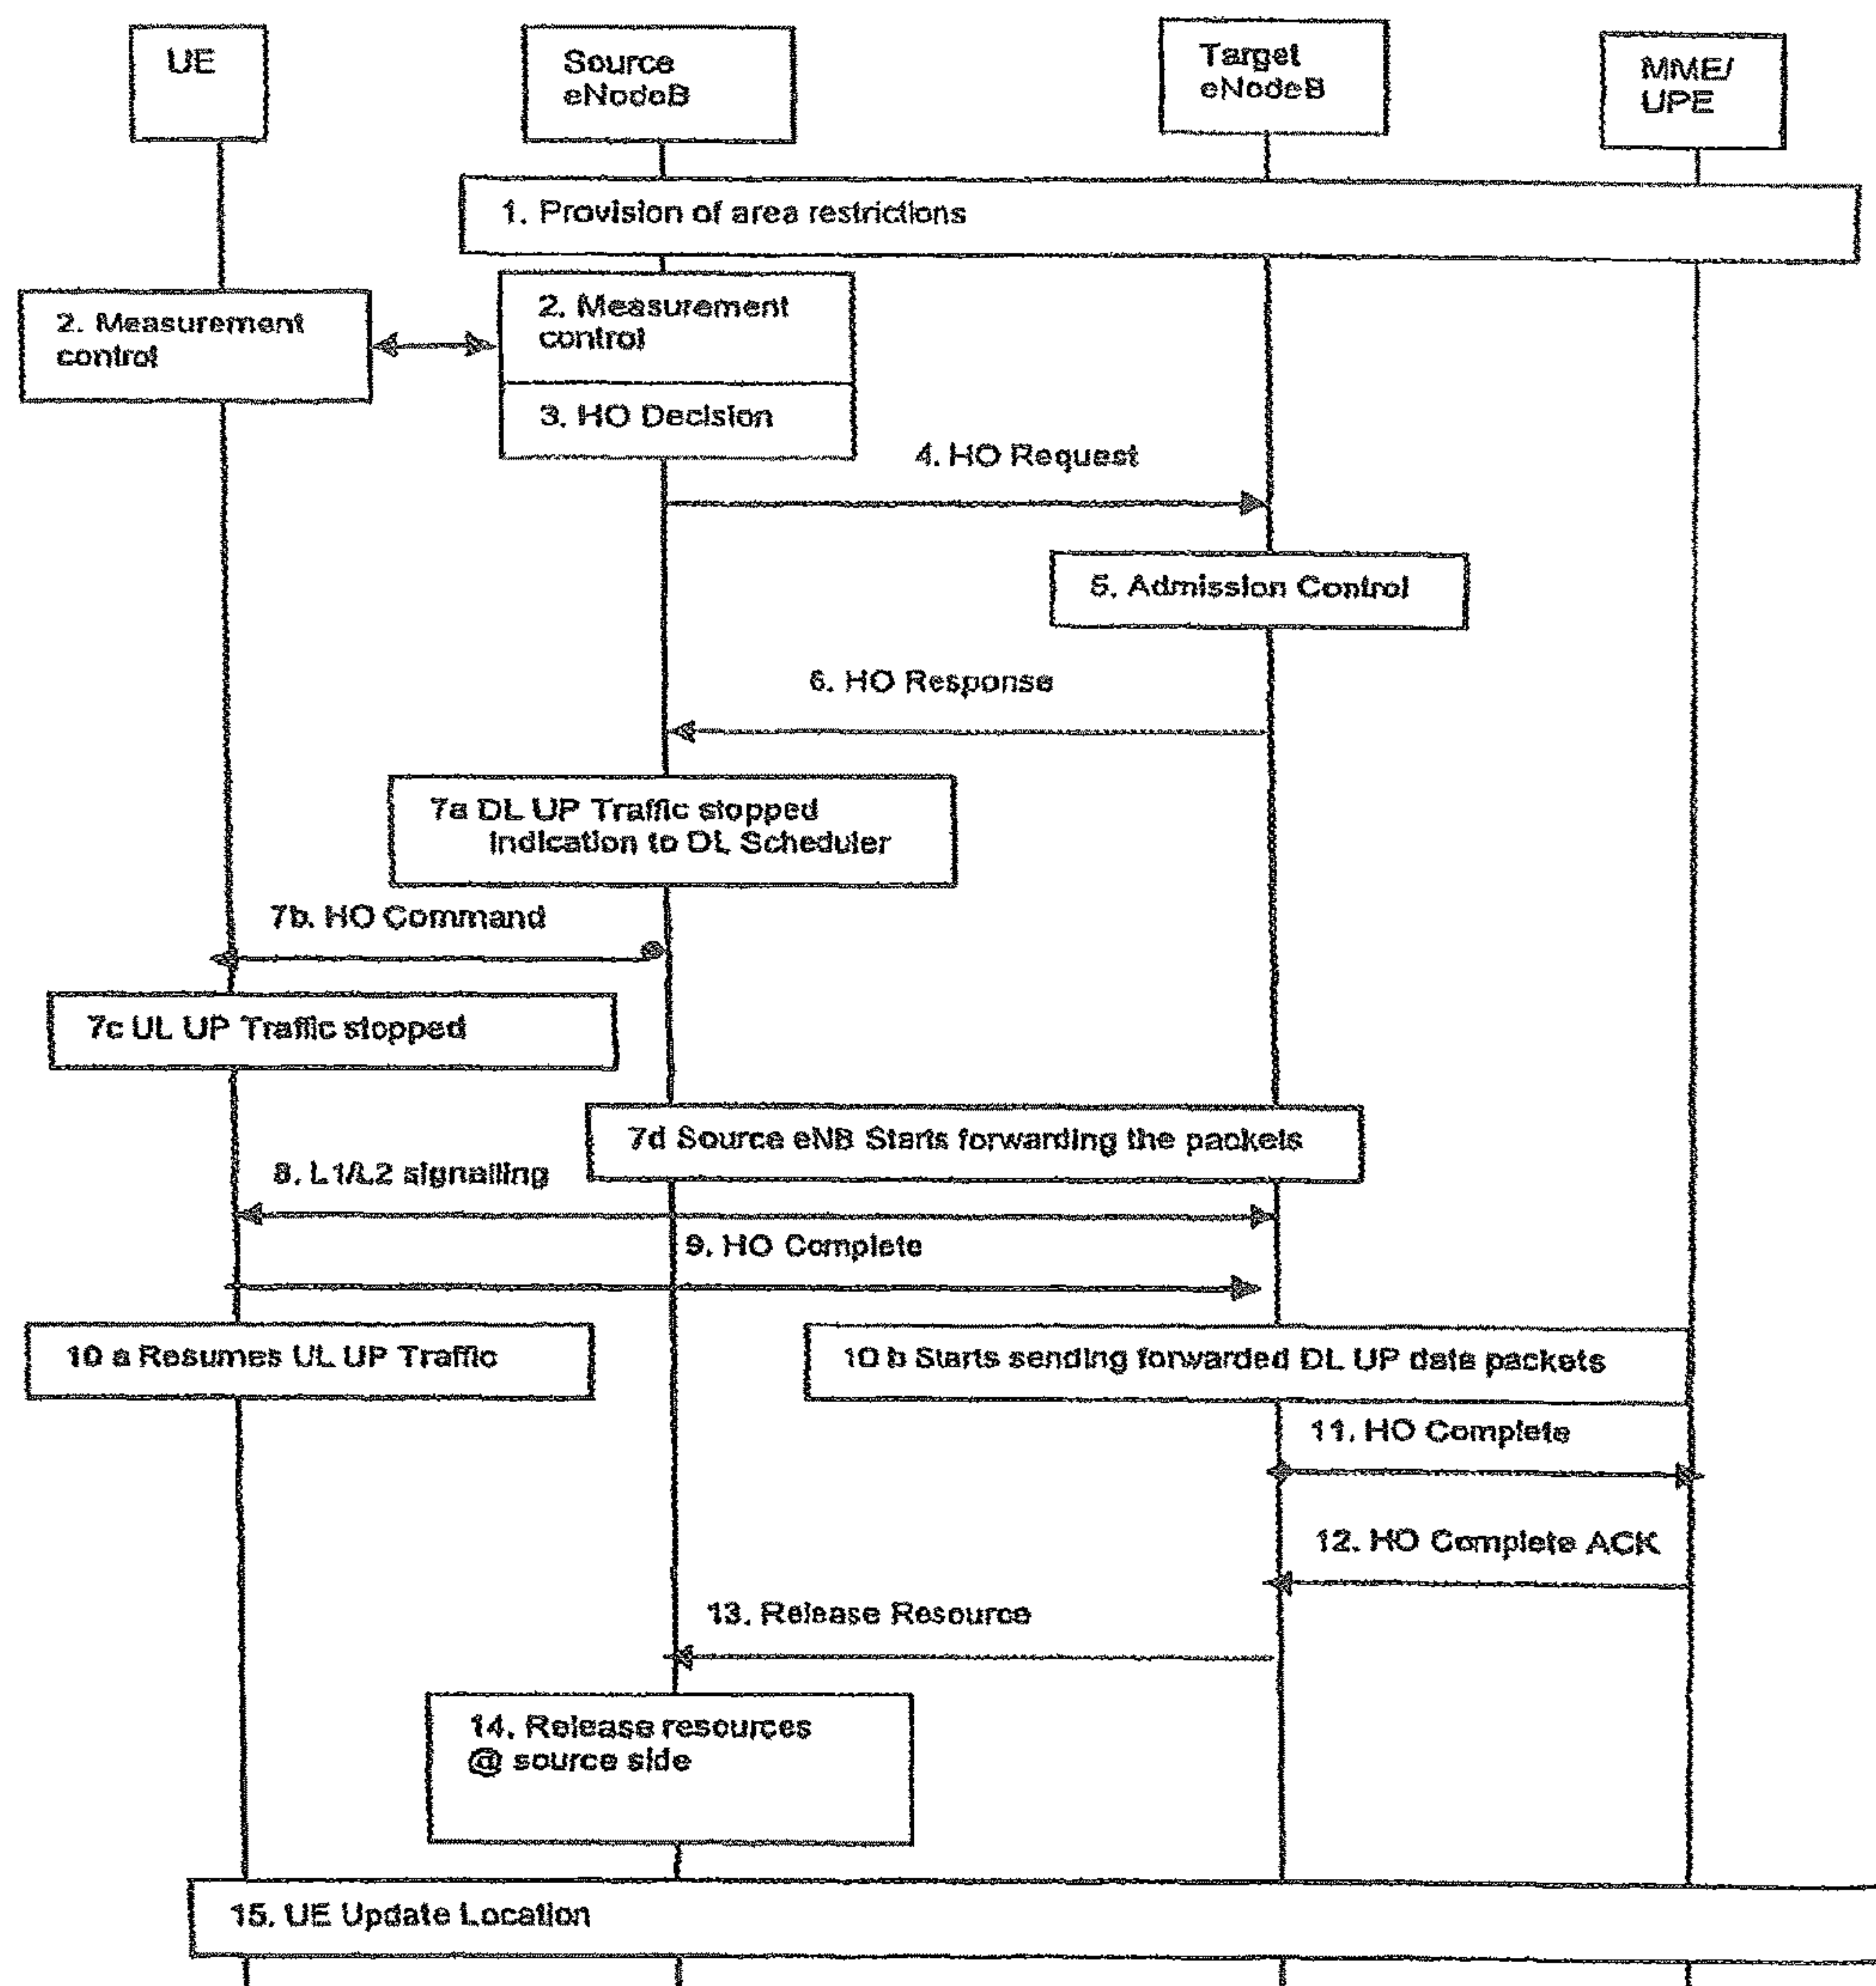 UE
Source
eNodeB
Target
eNodeB
MME/
UPE
1. Provision of area restrictions
2. Measurement
control
2. Measurement
control
3. HO Decision
4. HO Request
5. Admission Control
6. HO Response
7a DL UP Traffic stopped
Indication to DL Scheduler
7b. HO Command
7c UL UP Traffic stopped
7d Source eNB Starts forwarding the packets
8. L1/L2 signalling
9. HO Complete
10 a Resumes UL UP Traffic
10 b Starts sending forwarded DL UP data packets
11. HO Complete
12. HO Complete ACK
13. Release Resource
14. Release resources
@ source side
15. UE Update Location